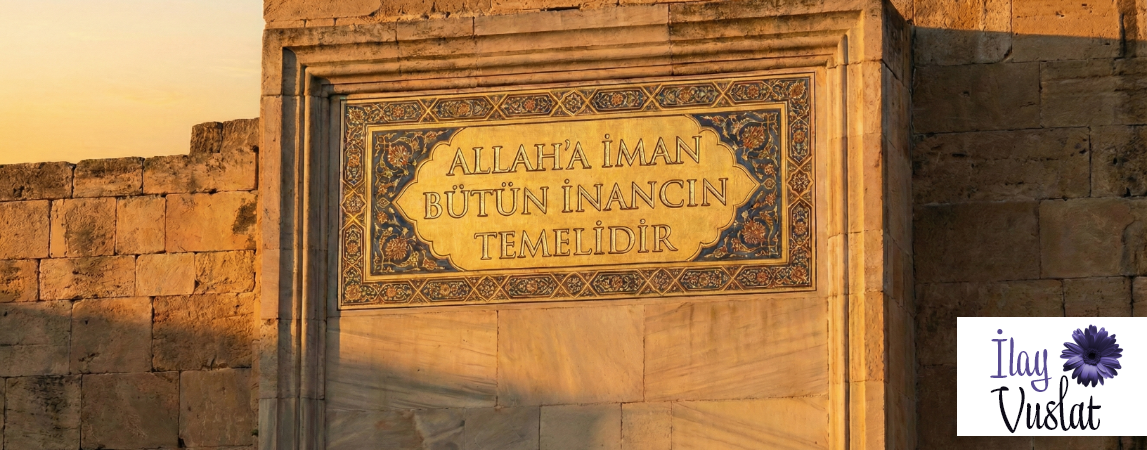 ALLAH'A İMAN
BÜTÜN İNANCIN
TEMELİDİR
İlay
Vuslat